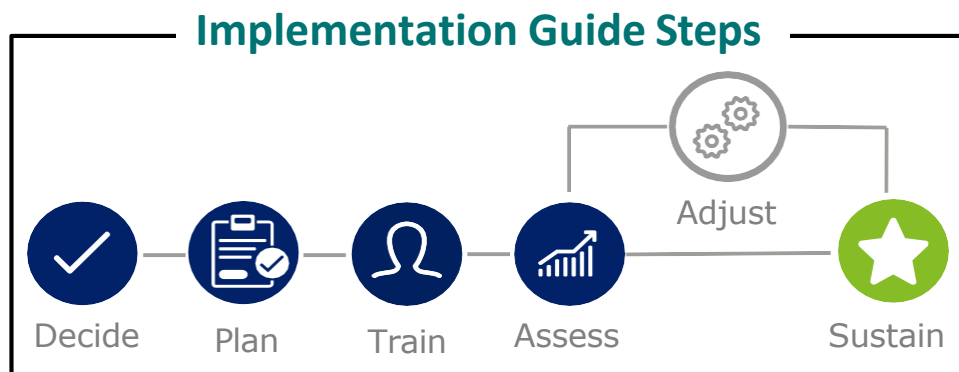 Implementation Guide Steps
Adjust
Decide
Plan
Train
Assess
Sustain